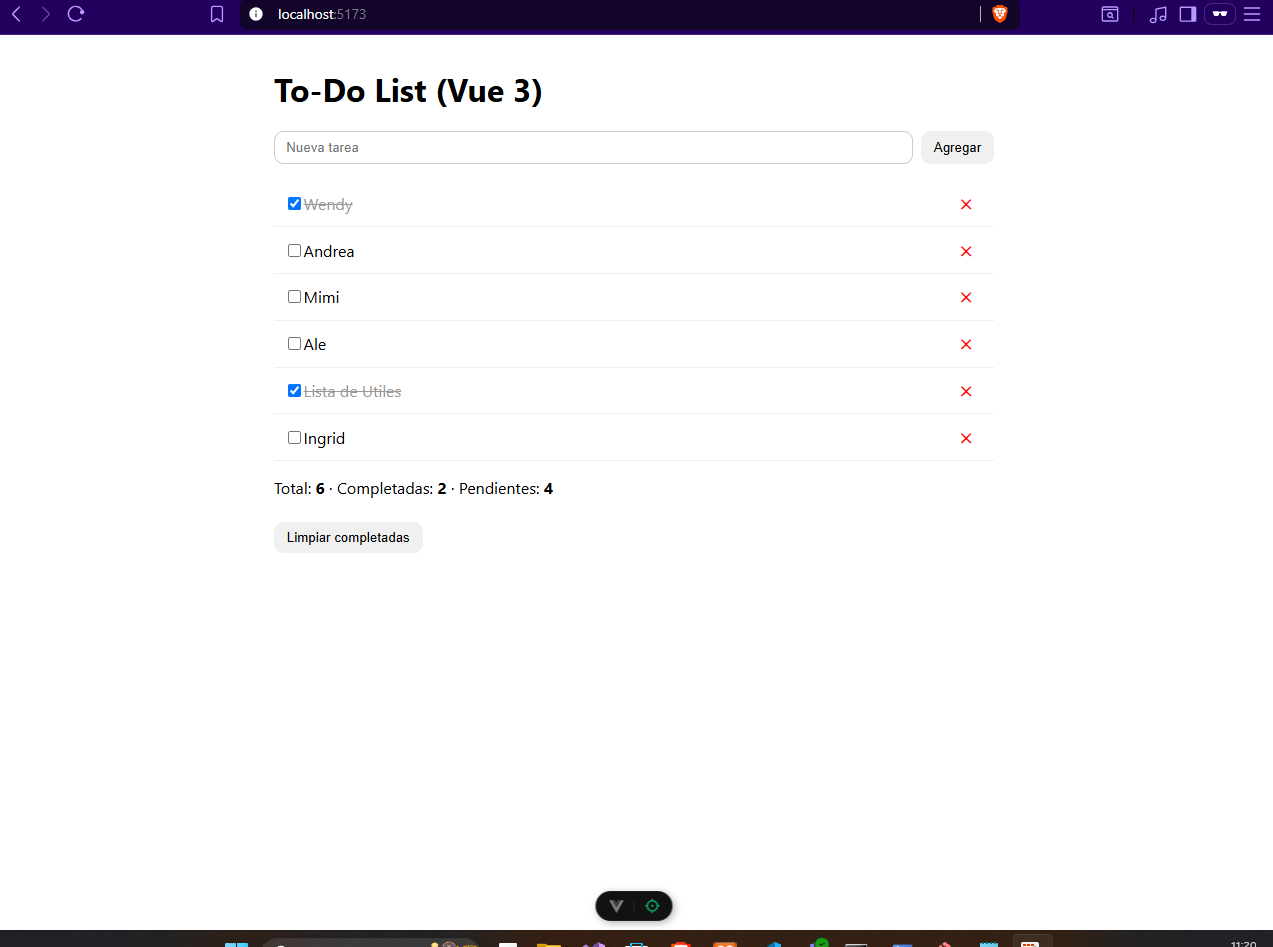 localhost:5173
To-Do List (Vue 3)
Nueva tarea
Agregar
Wendy
Andrea
Mimi
Ale
Lista de Utiles
Ingrid
Total: 6 · Completadas: 2 · Pendientes: 4
Limpiar completadas
11:20